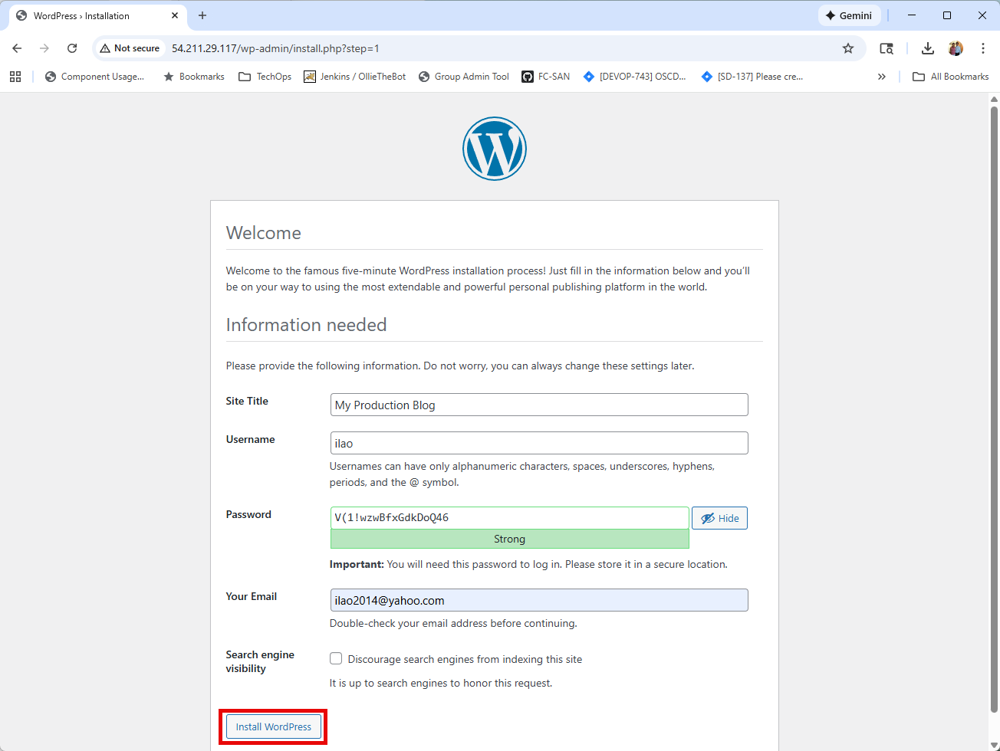 WordPress › Installation
Gemini
Not secure 54.211.29.117/wp-admin/install.php?step=1
Component Usage... Bookmarks TechOps Jenkins / OllieTheBot Group Admin Tool FC-SAN [DEVOP-743] OSCD... [SD-137] Please cre... All Bookmarks
Welcome
Welcome to the famous five-minute WordPress installation process! Just fill in the information below and you’ll
be on your way to using the most extendable and powerful personal publishing platform in the world.
Information needed
Please provide the following information. Do not worry, you can always change these settings later.
Site Title
My Production Blog
Username
ilao
Usernames can have only alphanumeric characters, spaces, underscores, hyphens,
periods, and the @ symbol.
Password
V(1!wzwBfxGdkDoQ46
Hide
Strong
Important: You will need this password to log in. Please store it in a secure location.
Your Email
ilao2014@yahoo.com
Double-check your email address before continuing.
Search engine
visibility
Discourage search engines from indexing this site
It is up to search engines to honor this request.
Install WordPress